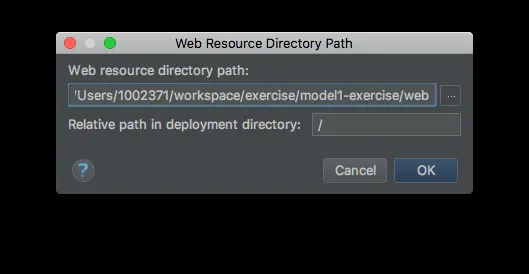 Web Resource Directory Path
Web resource directory path:
/Users/1002371/workspace/exercise/model1-exercise/web
...
Relative path in deployment directory: /
?
Cancel OK